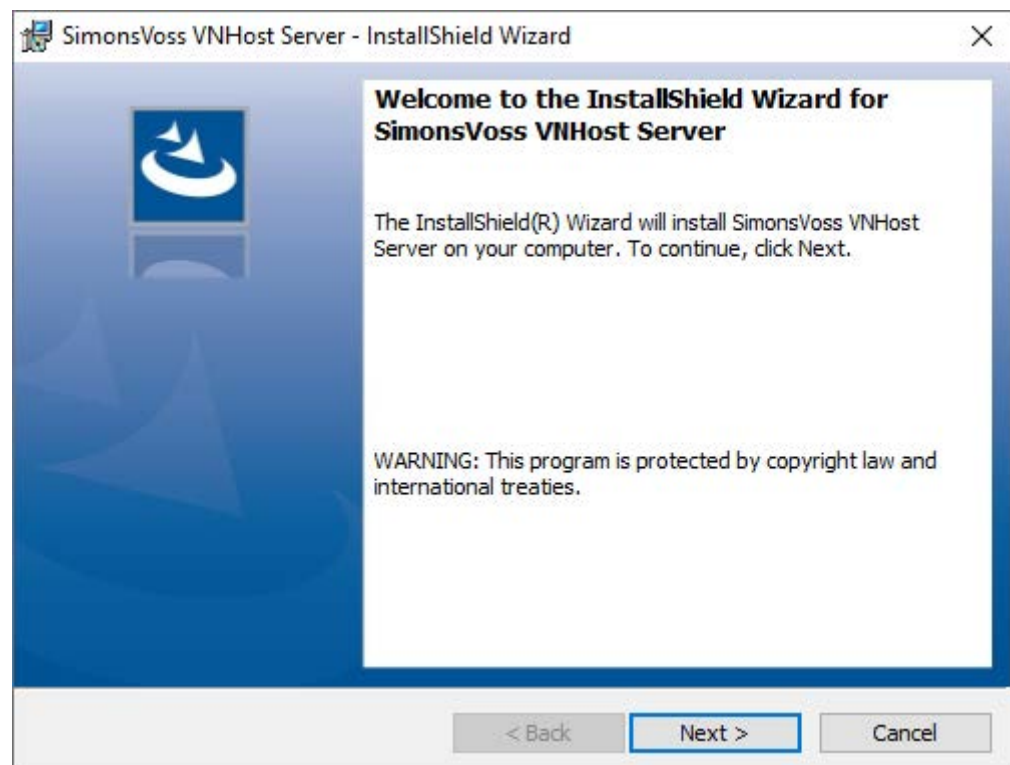 SimonsVoss VNHost Server - InstallShield Wizard
Welcome to the InstallShield Wizard for
SimonsVoss VNHost Server
The InstallShield(R) Wizard will install SimonsVoss VNHost
Server on your computer. To continue, click Next.
WARNING: This program is protected by copyright law and
international treaties.
< Back
Next >
Cancel